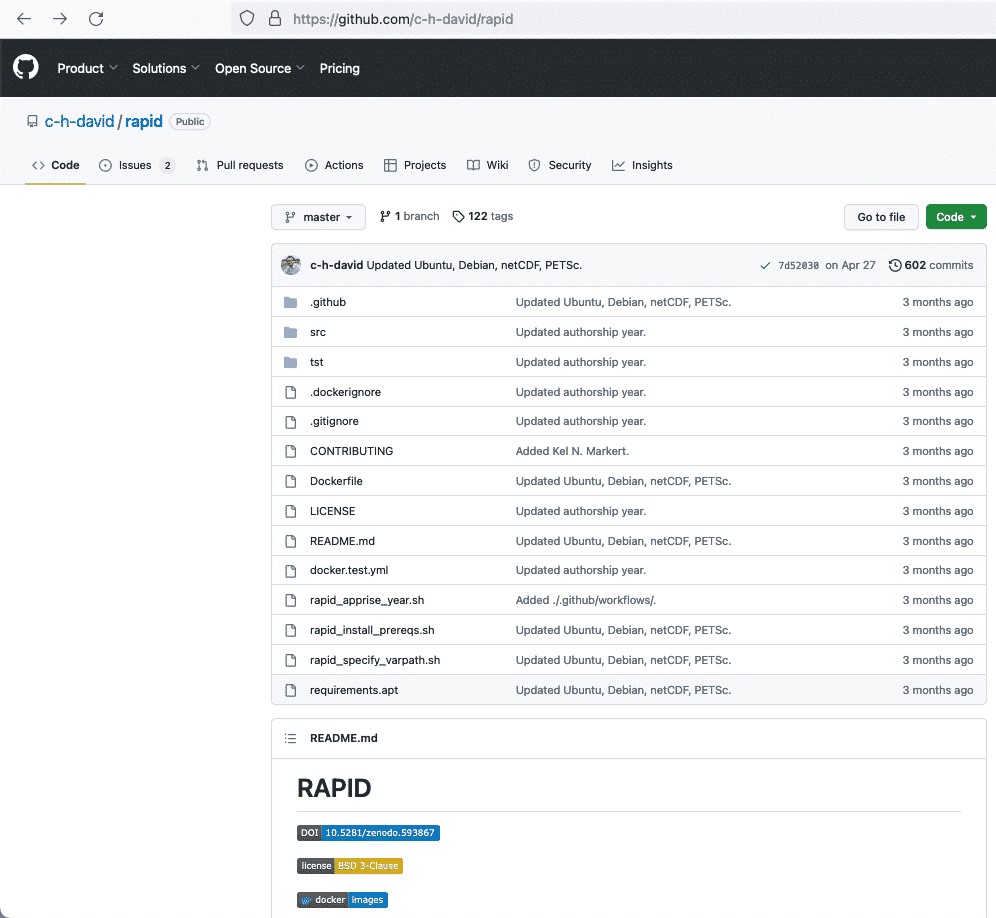 https://github.com/c-h-david/rapid
Product Solutions Open Source Pricing
c-h-david / rapid Public
Code Issues 2 Pull requests Actions Projects Wiki Security Insights
master 1 branch 122 tags Go to file Code
c-h-david Updated Ubuntu, Debian, netCDF, PETSc. 7d52030 on Apr 27 602 commits
.github Updated Ubuntu, Debian, netCDF, PETSc. 3 months ago
src Updated authorship year. 3 months ago
tst Updated authorship year. 3 months ago
.dockerignore Updated authorship year. 3 months ago
.gitignore Updated authorship year. 3 months ago
CONTRIBUTING Added Kel N. Markert. 3 months ago
Dockerfile Updated Ubuntu, Debian, netCDF, PETSc. 3 months ago
LICENSE Updated authorship year. 3 months ago
README.md Updated Ubuntu, Debian, netCDF, PETSc. 3 months ago
docker.test.yml Updated authorship year. 3 months ago
rapid_apprise_year.sh Added ./.github/workflows/. 3 months ago
rapid_install_prereqs.sh Updated Ubuntu, Debian, netCDF, PETSc. 3 months ago
rapid_specify_varpath.sh Updated Ubuntu, Debian, netCDF, PETSc. 3 months ago
requirements.apt Updated Ubuntu, Debian, netCDF, PETSc. 3 months ago
README.md
RAPID
DOI 10.5281/zenodo.593867
license BSD 3-Clause
docker images